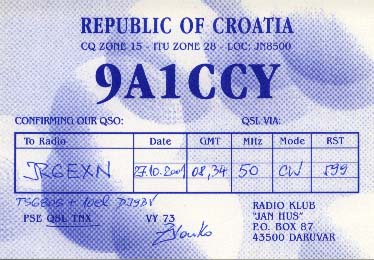 REPUBLIC OF CROATIA
CQ ZONE 15 - ITU ZONE 28 - LOC: JN8500
9A1CCY
CONFIRMING OUR QSO: QSL VIA:
To Radio Date GMT MHz Mode RST
JR6EXN 27.10.2001 08,34 50 CW 599
TS680S +
PSE QSL TNX VY 73
RADIO KLUB
"JAN HUS"
P.O. BOX 87
43500 DARUVAR